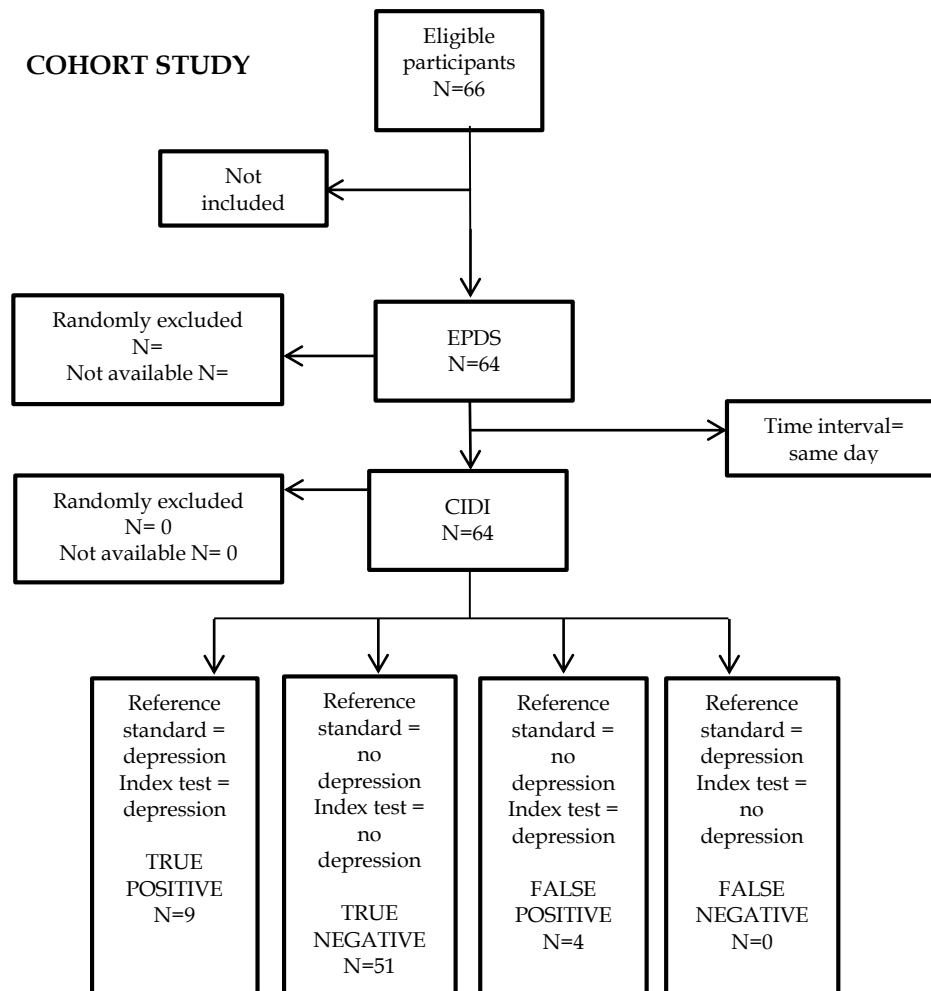 COHORT STUDY
Eligible
participants
N=66
Not
included
Randomly excluded
N=
Not available N=
EPDS
N=64
Time interval=
same day
Randomly excluded
N= 0
Not available N= 0
CIDI
N=64
Reference
standard =
depression
Index test =
depression
TRUE
POSITIVE
N=9
Reference
standard =
no
depression
Index test =
no
depression
TRUE
NEGATIVE
N=51
Reference
standard =
no
depression
Index test =
depression
FALSE
POSITIVE
N=4
Reference
standard =
depression
Index test =
no
depression
FALSE
NEGATIVE
N=0